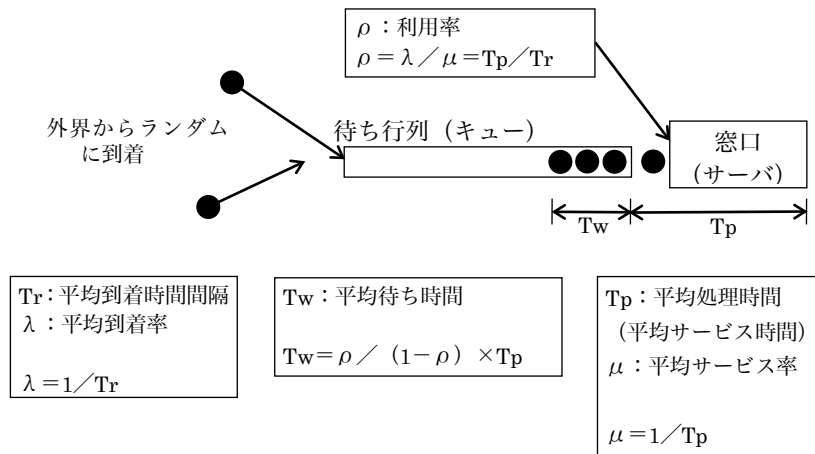 ρ：利用率
ρ＝λ／μ＝Tp／Tr
外界からランダム
に到着
待ち行列（キュー）
窓口
（サーバ）
Tw
Tp
Tr：平均到着時間間隔
λ：平均到着率
λ＝1／Tr
Tw：平均待ち時間
Tw＝ρ／（1－ρ）×Tp
Tp：平均処理時間
（平均サービス時間）
μ：平均サービス率
μ＝1／Tp